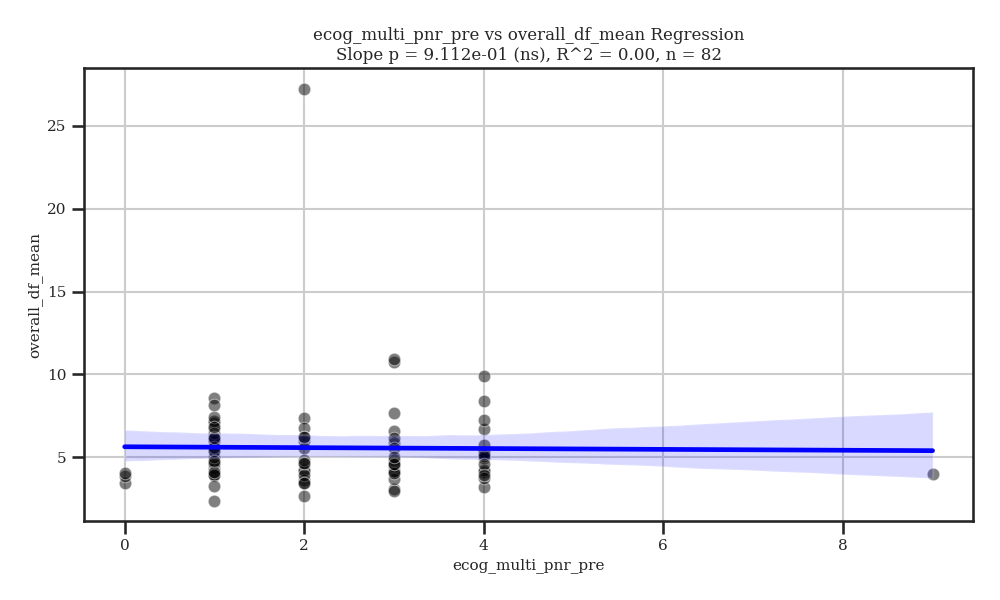 ecog_multi_pnr_pre vs overall_df_mean Regression
Slope p = 9.112e-01 (ns), R^2 = 0.00, n = 82
overall_df_mean
25
20
15
10
5
0
2
4
6
8
ecog_multi_pnr_pre